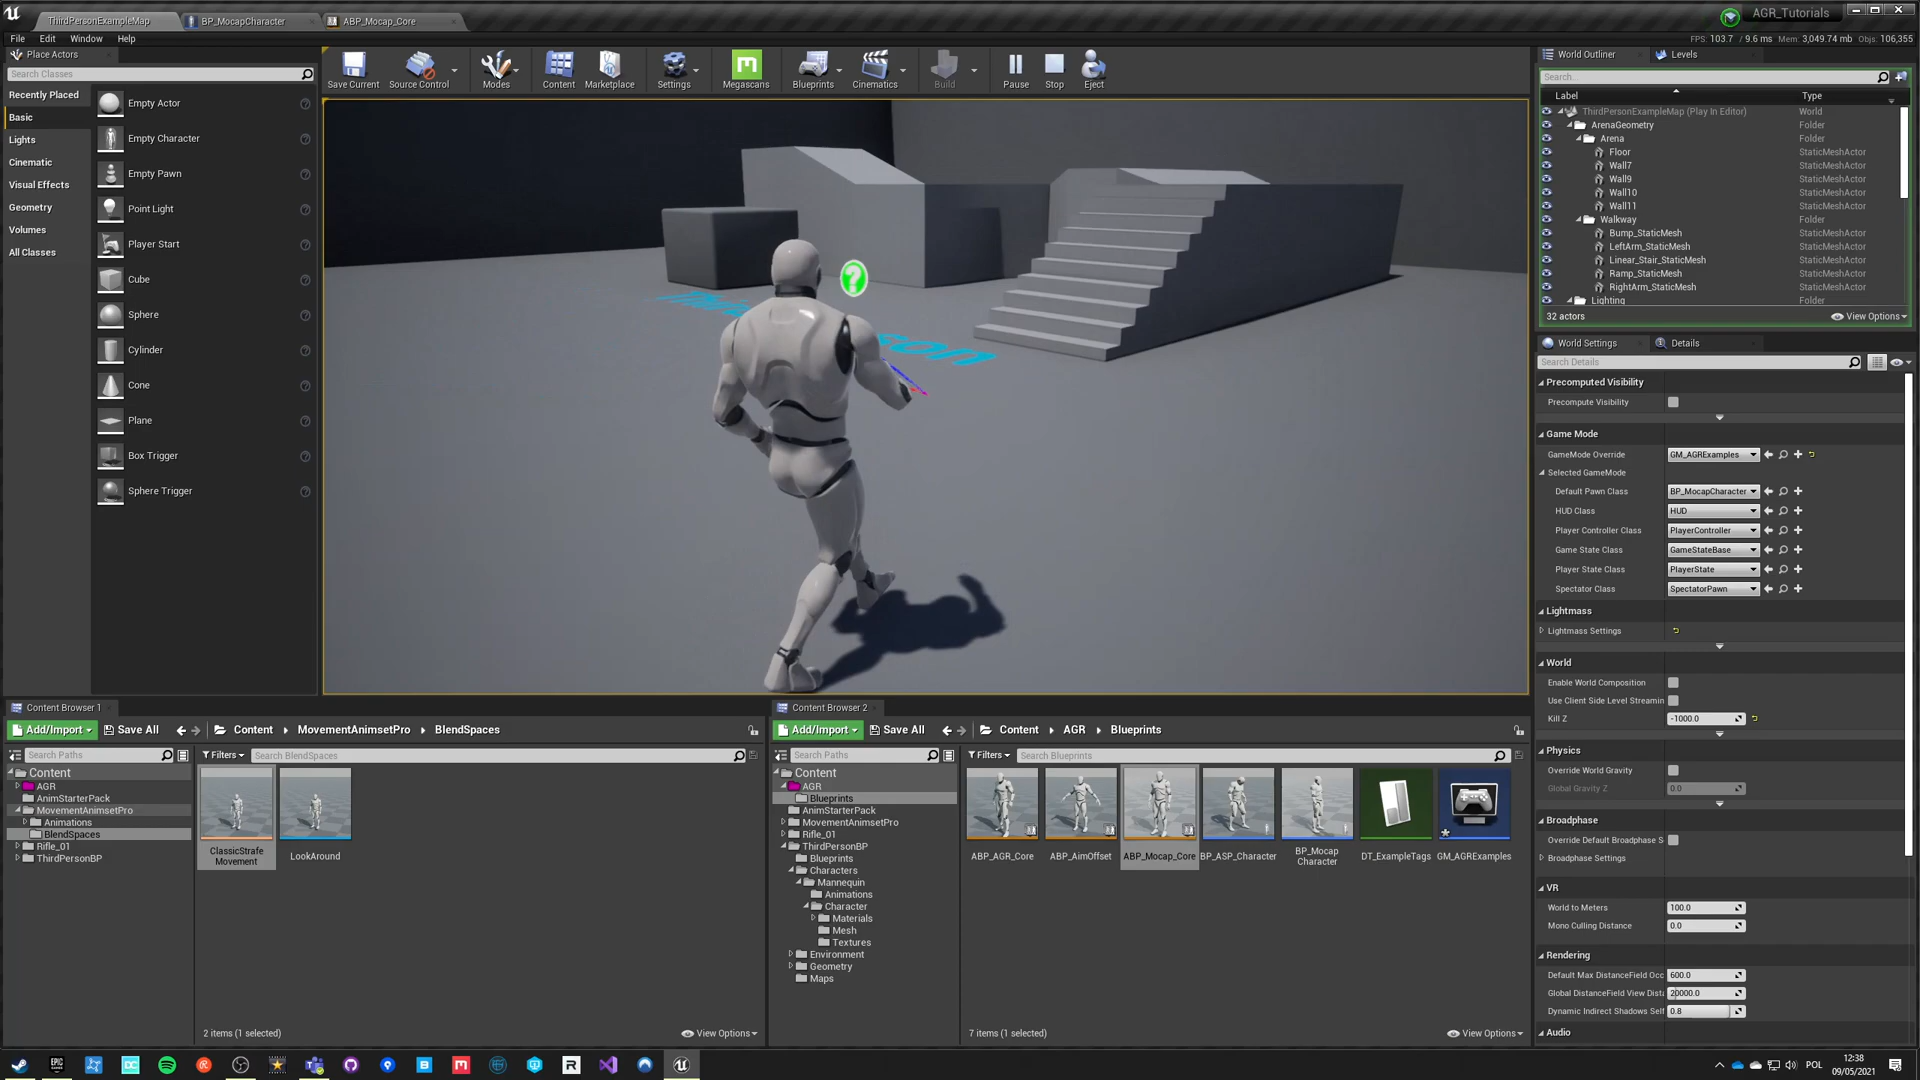 ThirdPersonExampleMap
BP_MocapCharacter
ABP_Mocap_Core
AGR_Tutorials
File Edit Window Help
FPS: 103.7 / 9.6 ms Mem: 3,049.74 mb Objs: 106,355
Place Actors
Search Classes
Recently Placed
Basic
Lights
Cinematic
Visual Effects
Geometry
Volumes
All Classes
Empty Actor
Empty Character
Empty Pawn
Point Light
Player Start
Cube
Sphere
Cylinder
Cone
Plane
Box Trigger
Sphere Trigger
Save Current
Source Control
Modes
Content
Marketplace
Settings
Megascans
Blueprints
Cinematics
Build
Pause
Stop
Eject
World Outliner
Levels
Search...
Label Type
ThirdPersonExampleMap (Play In Editor) World
ArenaGeometry Folder
Arena Folder
Floor StaticMeshActor
Wall7 StaticMeshActor
Wall9 StaticMeshActor
Wall10 StaticMeshActor
Wall11 StaticMeshActor
Walkway Folder
Bump_StaticMesh StaticMeshActor
LeftArm_StaticMesh StaticMeshActor
Linear_Stair_StaticMesh StaticMeshActor
Ramp_StaticMesh StaticMeshActor
RightArm_StaticMesh StaticMeshActor
Lighting Folder
32 actors
View Options
World Settings
Details
Search Details
Precomputed Visibility
Precompute Visibility
Game Mode
GameMode Override GM_AGRExamples
Selected GameMode
Default Pawn Class BP_MocapCharacter
HUD Class HUD
Player Controller Class PlayerController
Game State Class GameStateBase
Player State Class PlayerState
Spectator Class SpectatorPawn
Lightmass
Lightmass Settings
World
Enable World Composition
Use Client Side Level Streamin
Kill Z -1000.0
Physics
Override World Gravity
Global Gravity Z 0.0
Broadphase
Override Default Broadphase S
Broadphase Settings
VR
World to Meters 100.0
Mono Culling Distance 0.0
Rendering
Default Max DistanceField Occ 600.0
Global DistanceField View Dista 20000.0
Dynamic Indirect Shadows Self 0.8
Audio
Content Browser 1
Add/Import Save All Content MovementAnimsetPro BlendSpaces
Search Paths
Filters
Search BlendSpaces
Content
AGR
AnimStarterPack
MovementAnimsetPro
Animations
BlendSpaces
Rifle_01
ThirdPersonBP
ClassicStrafe
Movement
LookAround
2 items (1 selected)
View Options
Content Browser 2
Add/Import Save All Content AGR Blueprints
Search Paths
Filters
Search Blueprints
Content
AGR
Blueprints
AnimStarterPack
MovementAnimsetPro
Rifle_01
ThirdPersonBP
Blueprints
Characters
Mannequin
Animations
Character
Materials
Mesh
Textures
Environment
Geometry
Maps
ABP_AGR_Core
ABP_AimOffset
ABP_Mocap_Core
BP_ASP_Character
BP_Mocap
Character
DT_ExampleTags
GM_AGRExamples
7 items (1 selected)
View Options
POL
12:38
09/05/2021